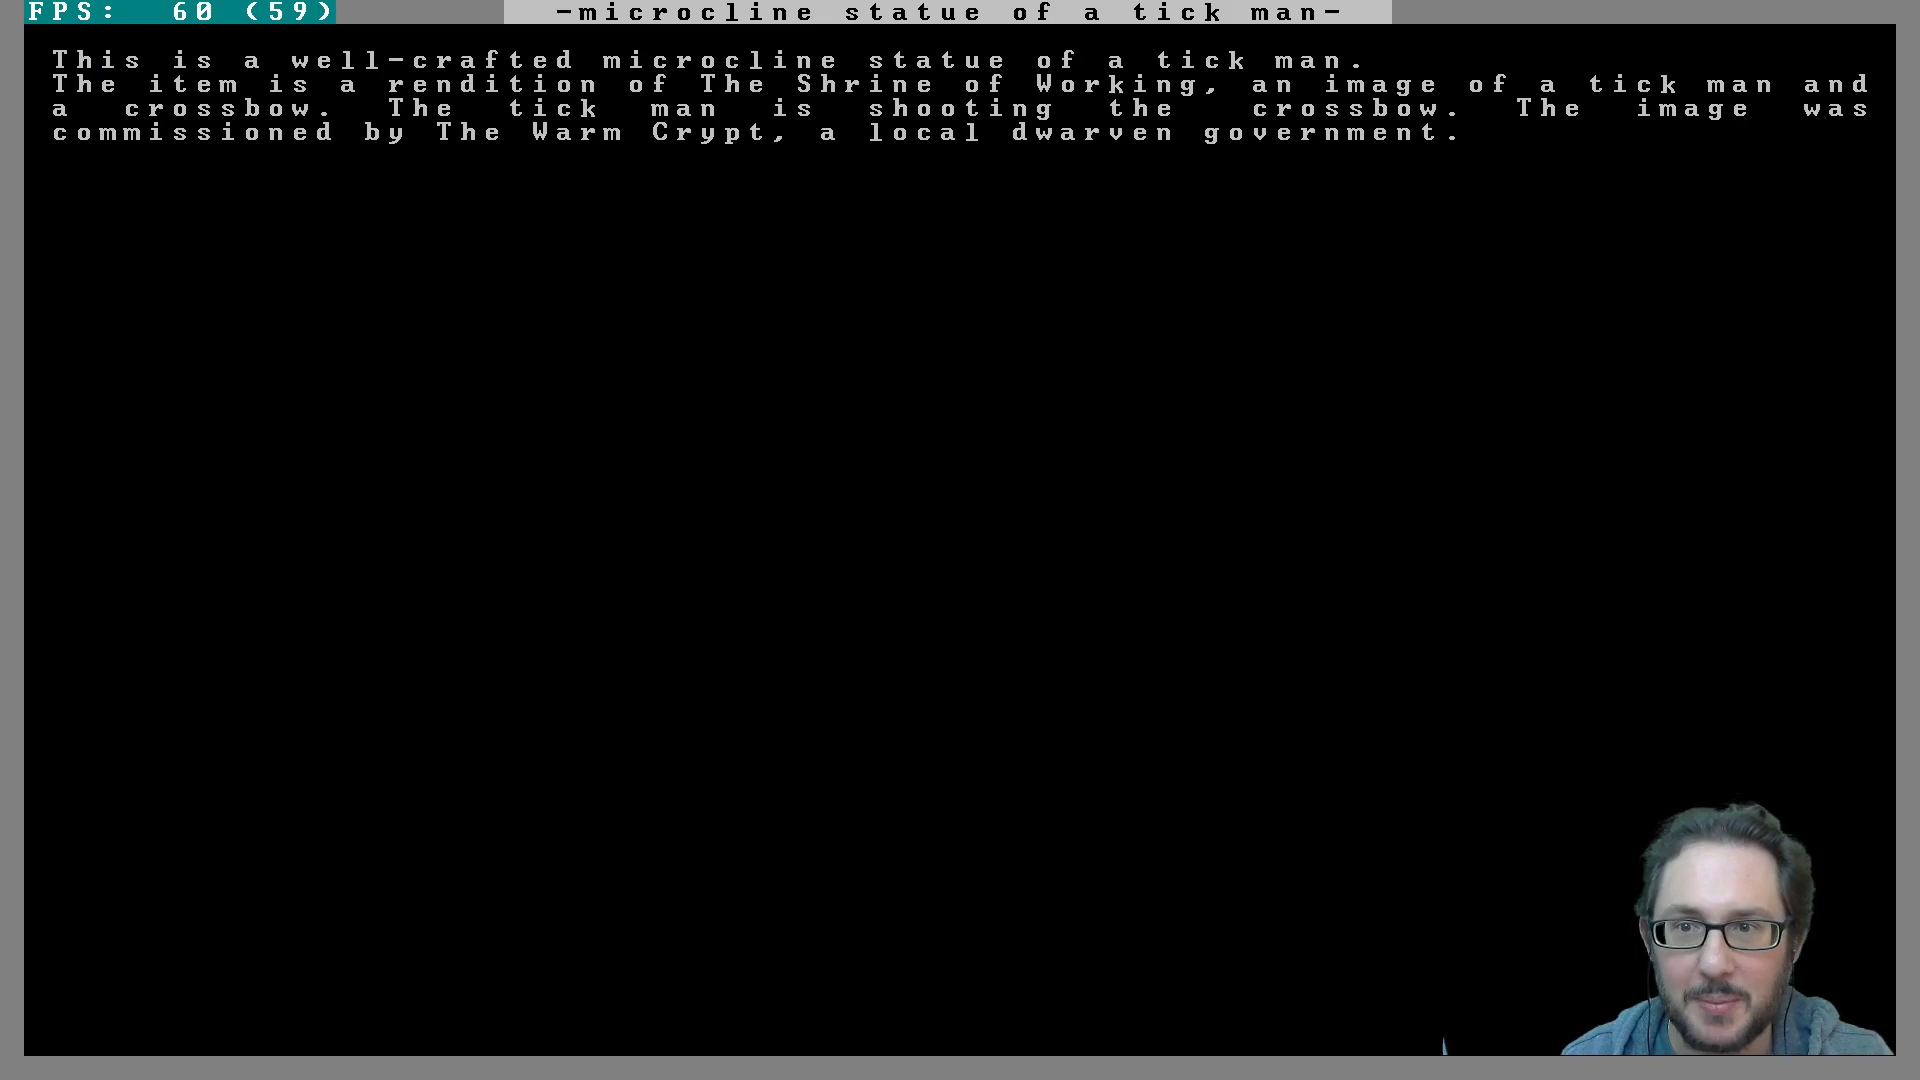 FPS: 60 (59)
-microcline statue of a tick man-
This is a well-crafted microcline statue of a tick man.
The item is a rendition of The Shrine of Working, an image of a tick man and
a crossbow. The tick man is shooting the crossbow. The image was
commissioned by The Warm Crypt, a local dwarven government.